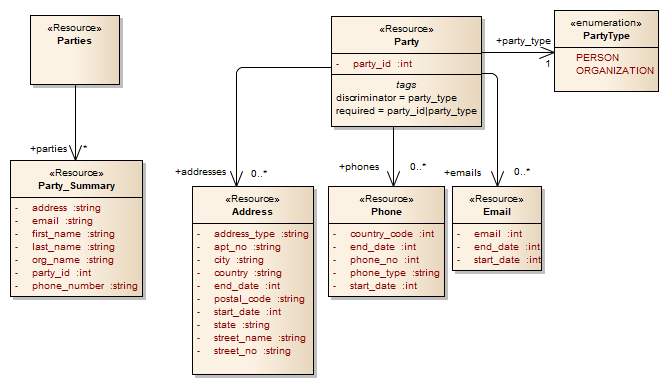 «Resource»
Parties
+parties
*
«Resource»
Party_Summary
- address :string
- email :string
- first_name :string
- last_name :string
- org_name :string
- party_id :int
- phone_number :string
«Resource»
Party
- party_id :int
tags
discriminator = party_type
required = party_id|party_type
+party_type
1
«enumeration»
PartyType
PERSON
ORGANIZATION
+addresses
0..*
«Resource»
Address
- address_type :string
- apt_no :string
- city :string
- country :string
- end_date :int
- postal_code :string
- start_date :int
- state :string
- street_name :string
- street_no :string
+phones
0..*
«Resource»
Phone
- country_code :int
- end_date :int
- phone_no :int
- phone_type :string
- start_date :int
+emails
0..*
«Resource»
Email
- email :int
- end_date :int
- start_date :int